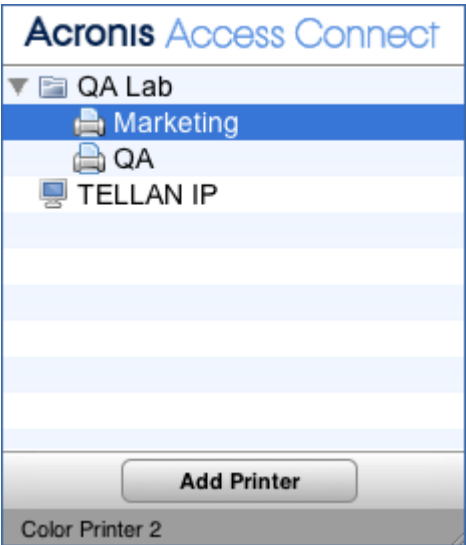 Acronis Access Connect
QA Lab
Marketing
QA
TELLAN IP
Add Printer
Color Printer 2